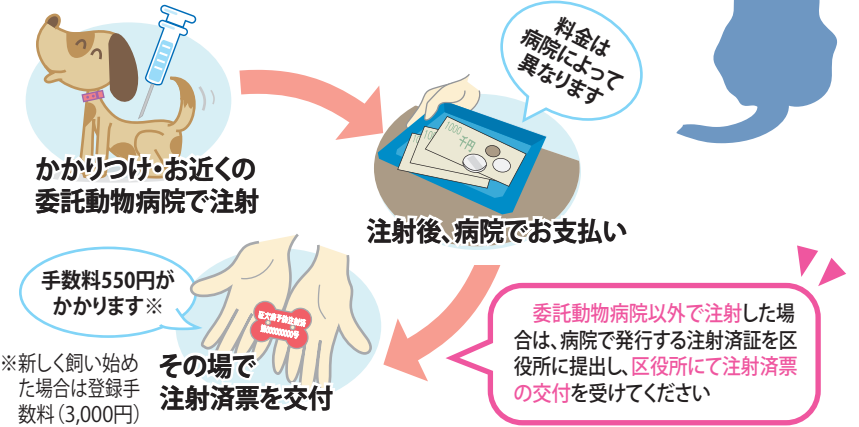 かかりつけ・お近くの
委託動物病院で注射
料金は
病院によって
異なります
1000
千円
注射後、病院でお支払い
手数料550円が
かかります※
※新しく飼い始め
た場合は登録手
数料(3,000円)
その場で
注射済票を交付
委託動物病院以外で注射した場
合は、病院で発行する注射済証を区
役所に提出し、区役所にて注射済票
の交付を受けてください